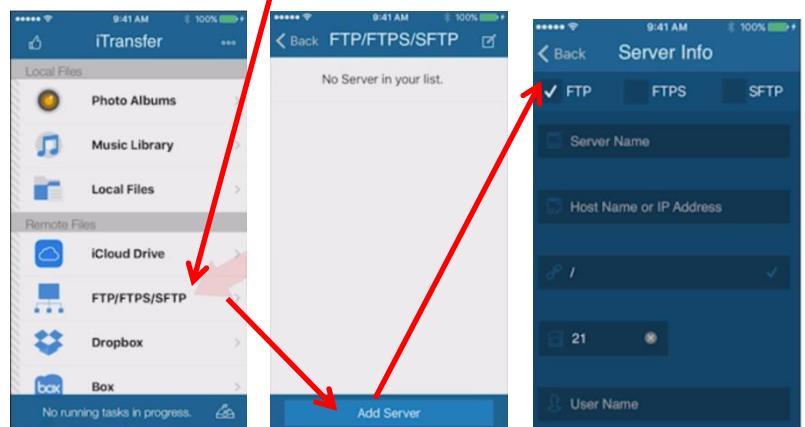 9:41 AM
100%
iTransfer
Local Files
Photo Albums
Music Library
Local Files
Remote Files
iCloud Drive
FTP/FTPS/SFTP
Dropbox
box
Box
No running tasks in progress.
9:41 AM
100%
Back FTP/FTPS/SFTP
No Server in your list.
Add Server
9:41 AM
100%
Back Server Info
FTP FTPS SFTP
Server Name
Host Name or IP Address
/
21
User Name